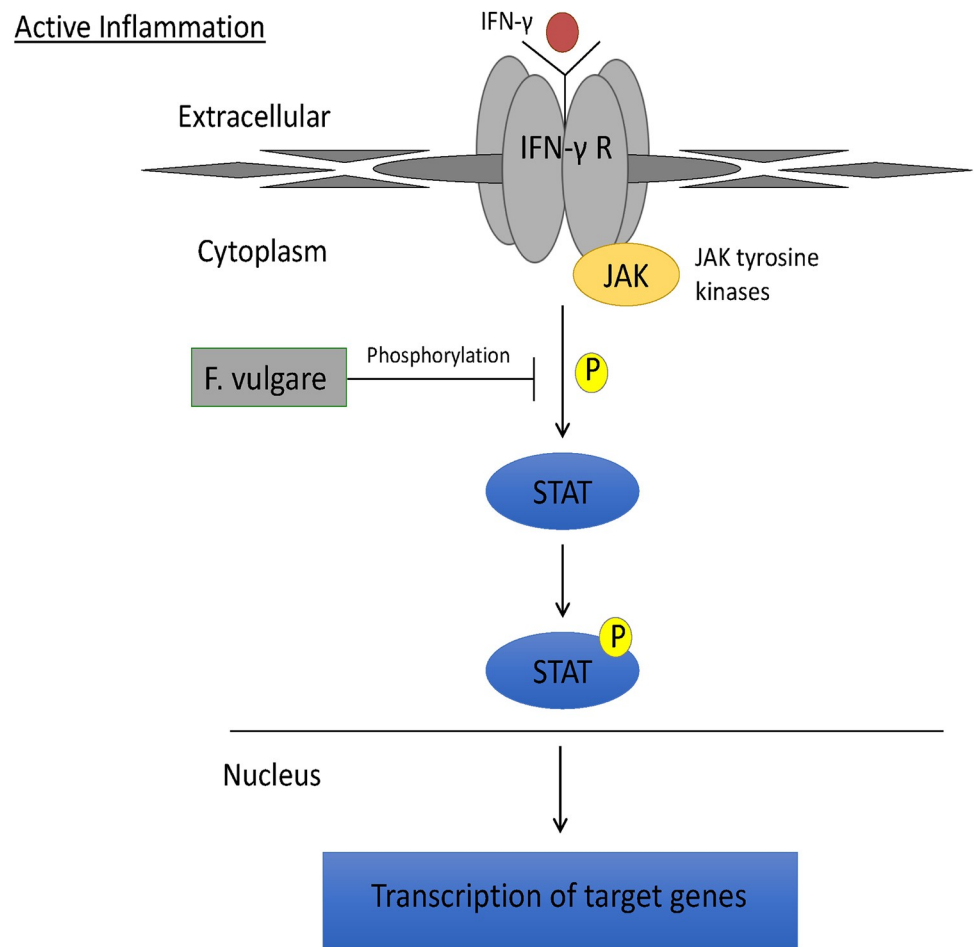 Active Inflammation
IFN-γ
Extracellular
IFN-γ R
Cytoplasm
JAK
JAK tyrosine
kinases
Phosphorylation
F. vulgare
P
STAT
P
STAT
Nucleus
Transcription of target genes